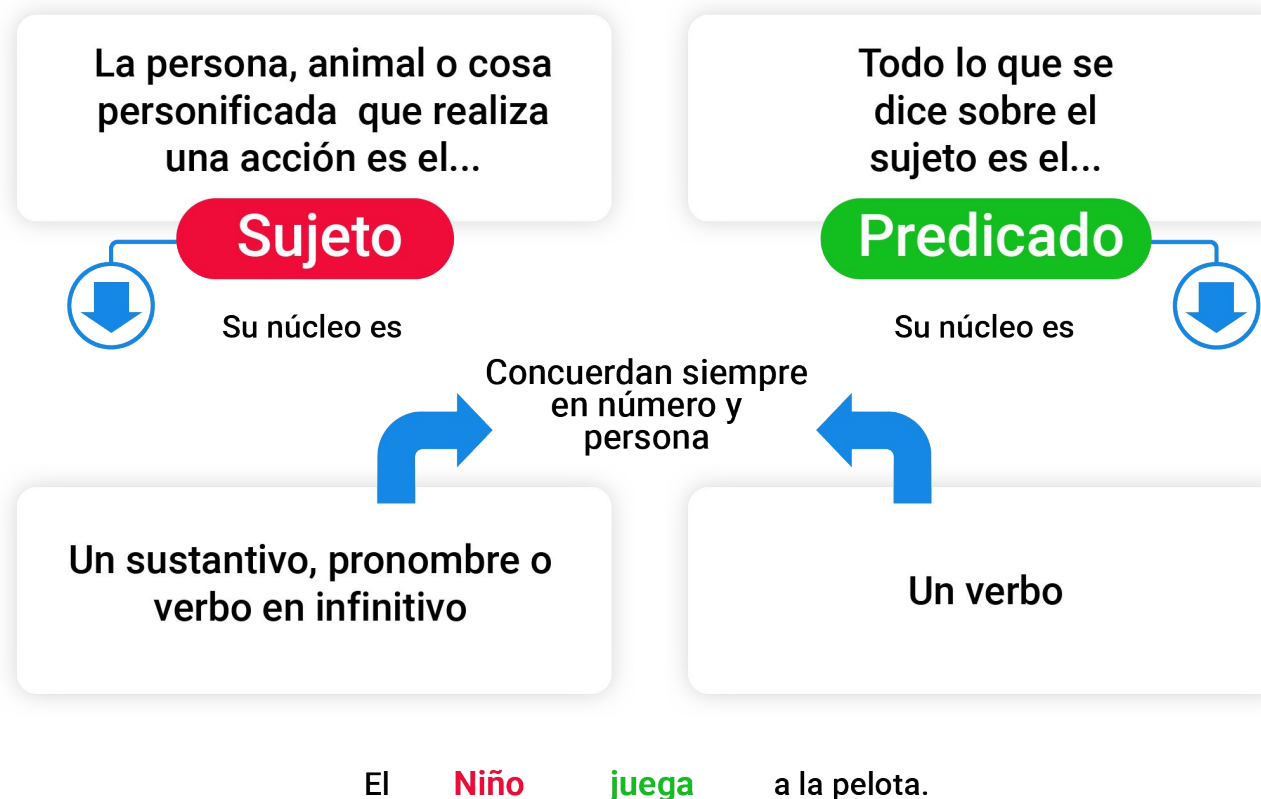 La persona, animal o cosa
personificada que realiza
una acción es el...
Sujeto
Su núcleo es
Todo lo que se
dice sobre el
sujeto es el...
Predicado
Su núcleo es
Concuerdan siempre
en número y
persona
Un sustantivo, pronombre o
verbo en infinitivo
Un verbo
El Niño juega a la pelota.